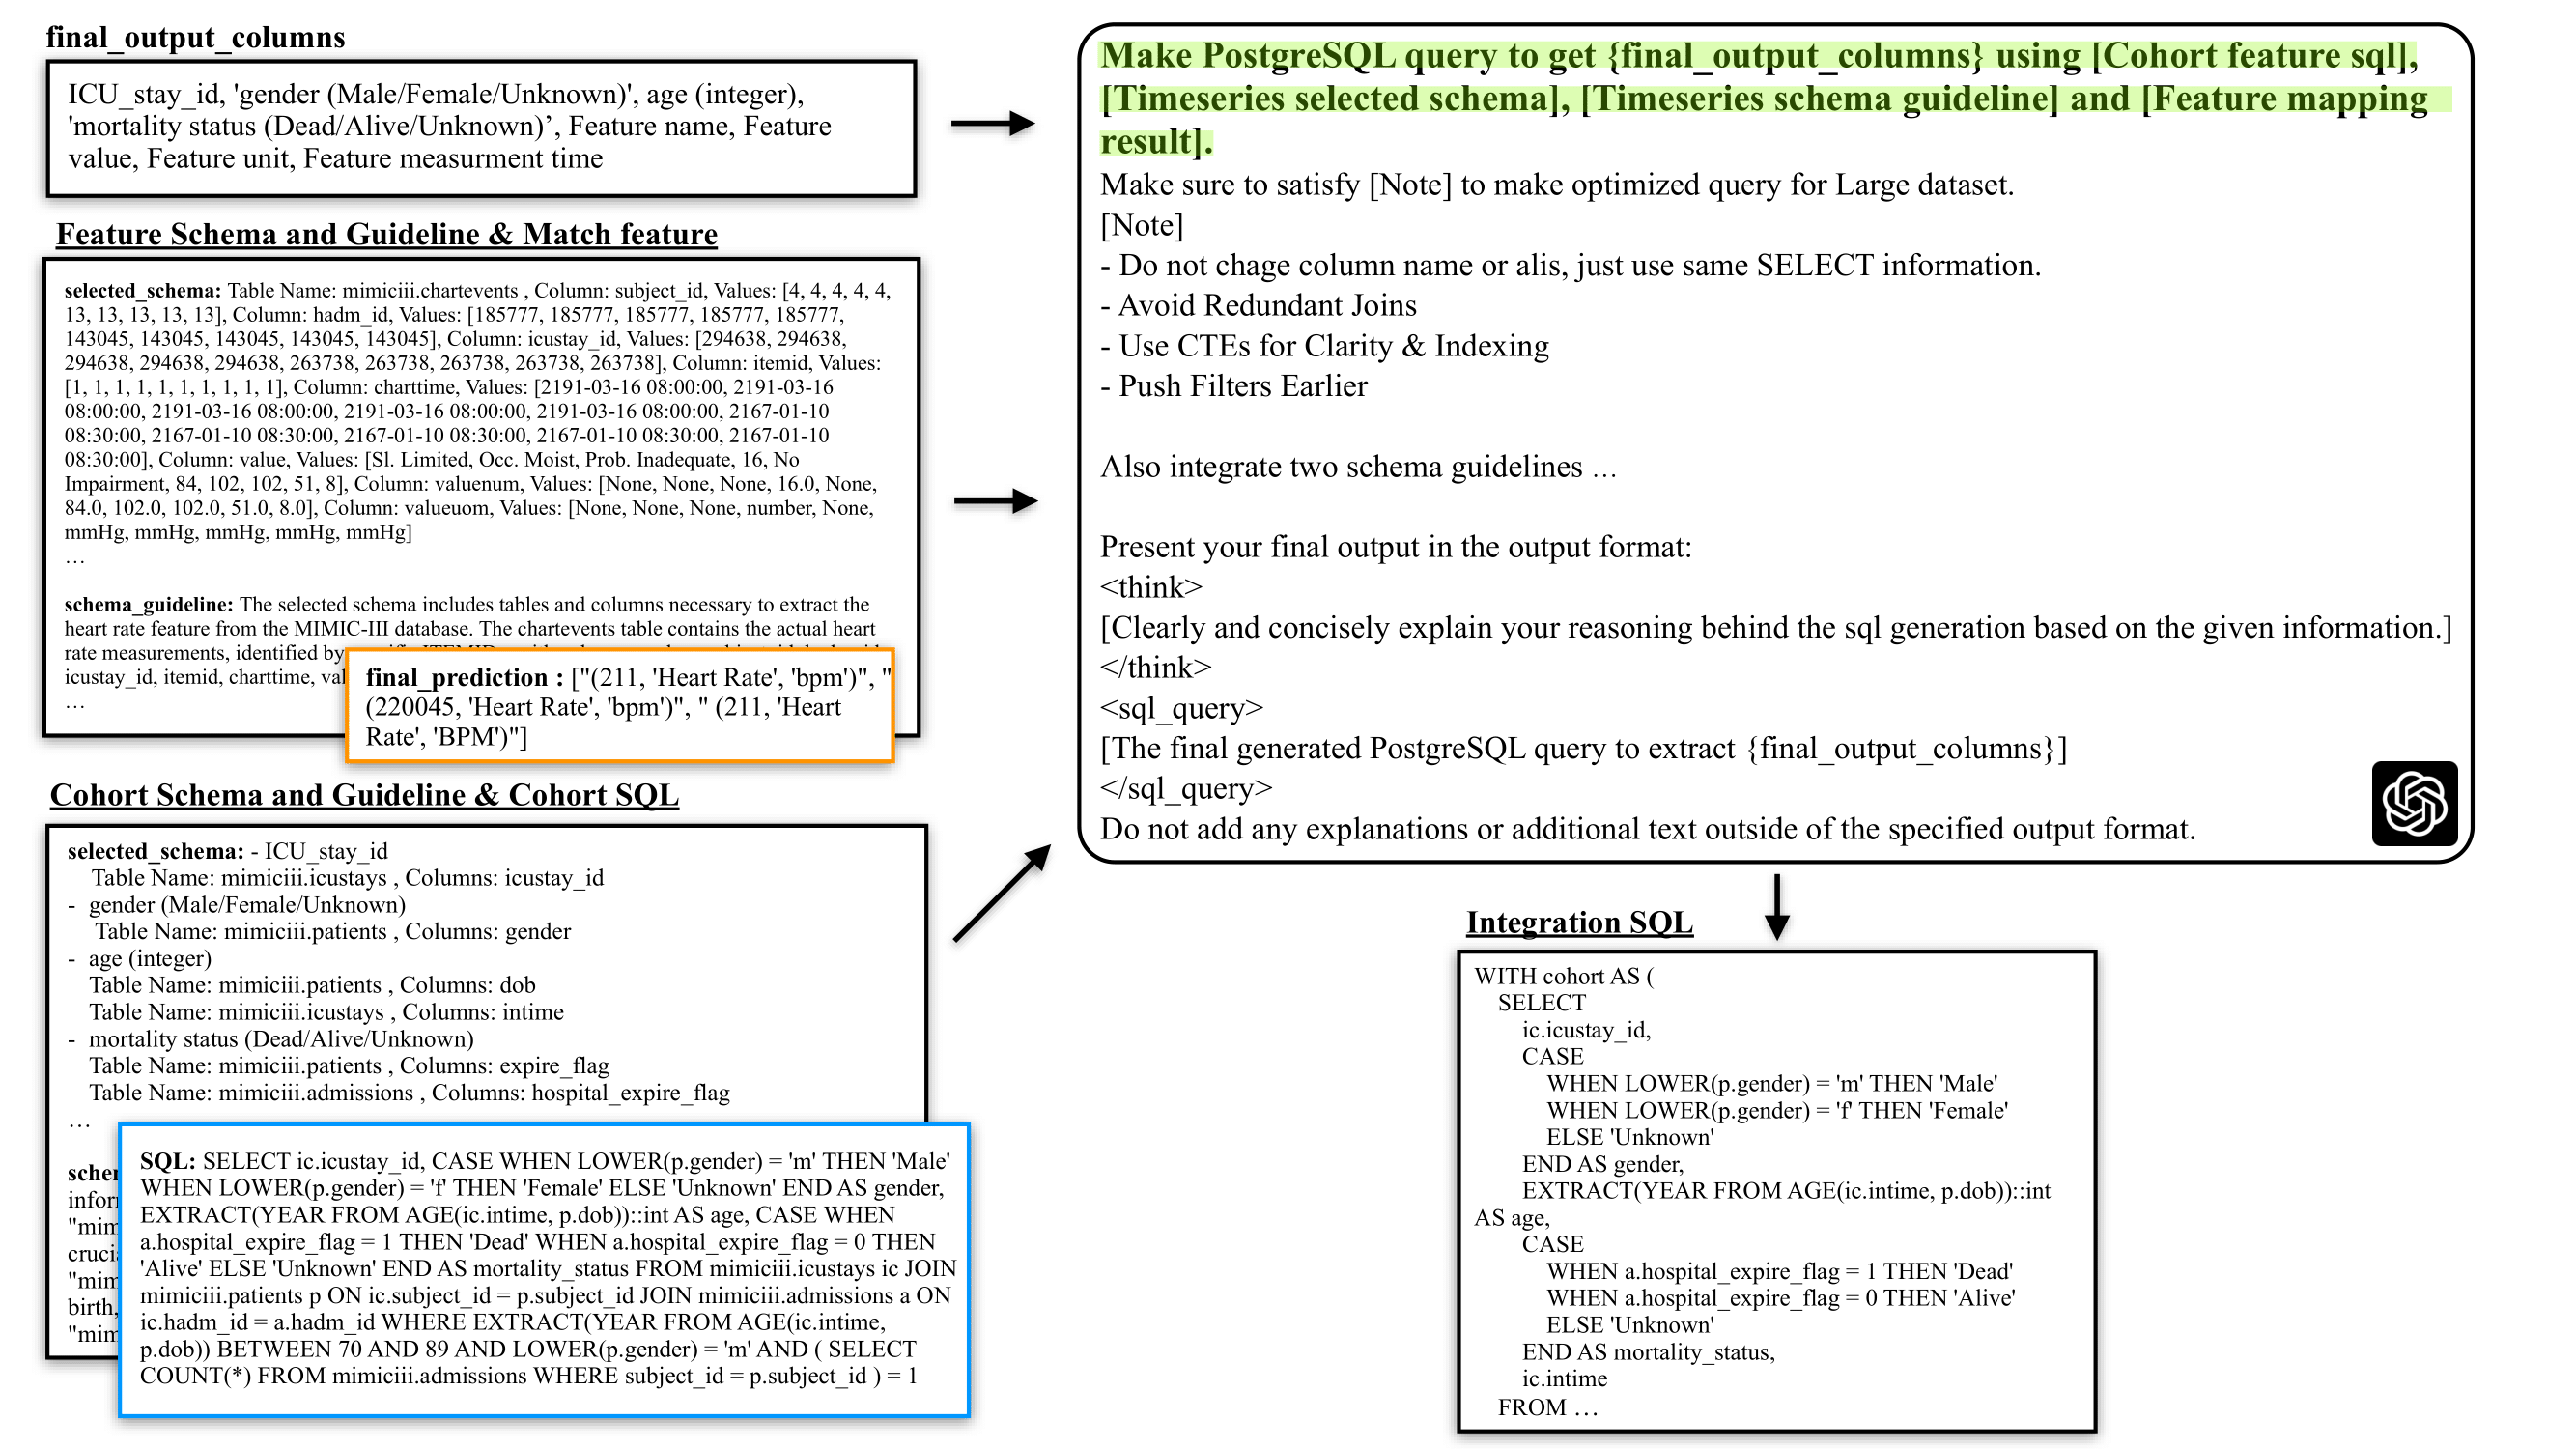 final_output_columns
ICU_stay_id, 'gender (Male/Female/Unknown)', age (integer),
'mortality status (Dead/Alive/Unknown)’, Feature name, Feature
value, Feature unit, Feature measurment time
Feature Schema and Guideline & Match feature
selected_schema: Table Name: mimiciii.chartevents , Column: subject_id, Values: [4, 4, 4, 4, 4,
13, 13, 13, 13, 13], Column: hadm_id, Values: [185777, 185777, 185777, 185777, 185777,
143045, 143045, 143045, 143045, 143045], Column: icustay_id, Values: [294638, 294638,
294638, 294638, 294638, 263738, 263738, 263738, 263738, 263738], Column: itemid, Values:
[1, 1, 1, 1, 1, 1, 1, 1, 1, 1], Column: charttime, Values: [2191-03-16 08:00:00, 2191-03-16
08:00:00, 2191-03-16 08:00:00, 2191-03-16 08:00:00, 2191-03-16 08:00:00, 2167-01-10
08:30:00, 2167-01-10 08:30:00, 2167-01-10 08:30:00, 2167-01-10 08:30:00, 2167-01-10
08:30:00], Column: value, Values: [Sl. Limited, Occ. Moist, Prob. Inadequate, 16, No
Impairment, 84, 102, 102, 51, 8], Column: valuenum, Values: [None, None, None, 16.0, None,
84.0, 102.0, 102.0, 51.0, 8.0], Column: valueuom, Values: [None, None, None, number, None,
mmHg, mmHg, mmHg, mmHg, mmHg]
…
schema_guideline: The selected schema includes tables and columns necessary to extract the
heart rate feature from the MIMIC-III database. The chartevents table contains the actual heart
rate measurements, identified by
icustay_id, itemid, charttime,
…
final_prediction : ["(211, 'Heart Rate', 'bpm')", "
(220045, 'Heart Rate', 'bpm')", " (211, 'Heart
Rate', 'BPM')"]
Cohort Schema and Guideline & Cohort SQL
selected_schema: - ICU_stay_id
Table Name: mimiciii.icustays , Columns: icustay_id
- gender (Male/Female/Unknown)
Table Name: mimiciii.patients , Columns: gender
- age (integer)
Table Name: mimiciii.patients , Columns: dob
Table Name: mimiciii.icustays , Columns: intime
- mortality status (Dead/Alive/Unknown)
Table Name: mimiciii.patients , Columns: expire_flag
Table Name: mimiciii.admissions , Columns: hospital_expire_flag
…
birth,
SQL: SELECT ic.icustay_id, CASE WHEN LOWER(p.gender) = 'm' THEN 'Male'
WHEN LOWER(p.gender) = 'f' THEN 'Female' ELSE 'Unknown' END AS gender,
EXTRACT(YEAR FROM AGE(ic.intime, p.dob))::int AS age, CASE WHEN
a.hospital_expire_flag = 1 THEN 'Dead' WHEN a.hospital_expire_flag = 0 THEN
'Alive' ELSE 'Unknown' END AS mortality_status FROM mimiciii.icustays ic JOIN
mimiciii.patients p ON ic.subject_id = p.subject_id JOIN mimiciii.admissions a ON
ic.hadm_id = a.hadm_id WHERE EXTRACT(YEAR FROM AGE(ic.intime,
p.dob)) BETWEEN 70 AND 89 AND LOWER(p.gender) = 'm' AND ( SELECT
COUNT(*) FROM mimiciii.admissions WHERE subject_id = p.subject_id ) = 1
Make PostgreSQL query to get {final_output_columns} using [Cohort feature sql],
[Timeseries selected schema], [Timeseries schema guideline] and [Feature mapping
result].
Make sure to satisfy [Note] to make optimized query for Large dataset.
[Note]
- Do not chage column name or alis, just use same SELECT information.
- Avoid Redundant Joins
- Use CTEs for Clarity & Indexing
- Push Filters Earlier
Also integrate two schema guidelines …
Present your final output in the output format:
<think>
[Clearly and concisely explain your reasoning behind the sql generation based on the given information.]
</think>
<sql_query>
[The final generated PostgreSQL query to extract {final_output_columns}]
</sql_query>
Do not add any explanations or additional text outside of the specified output format.
Integration SQL
WITH cohort AS (
SELECT
ic.icustay_id,
CASE
WHEN LOWER(p.gender) = 'm' THEN 'Male'
WHEN LOWER(p.gender) = 'f' THEN 'Female'
ELSE 'Unknown'
END AS gender,
EXTRACT(YEAR FROM AGE(ic.intime, p.dob))::int
AS age,
CASE
WHEN a.hospital_expire_flag = 1 THEN 'Dead'
WHEN a.hospital_expire_flag = 0 THEN 'Alive'
ELSE 'Unknown'
END AS mortality_status,
ic.intime
FROM …